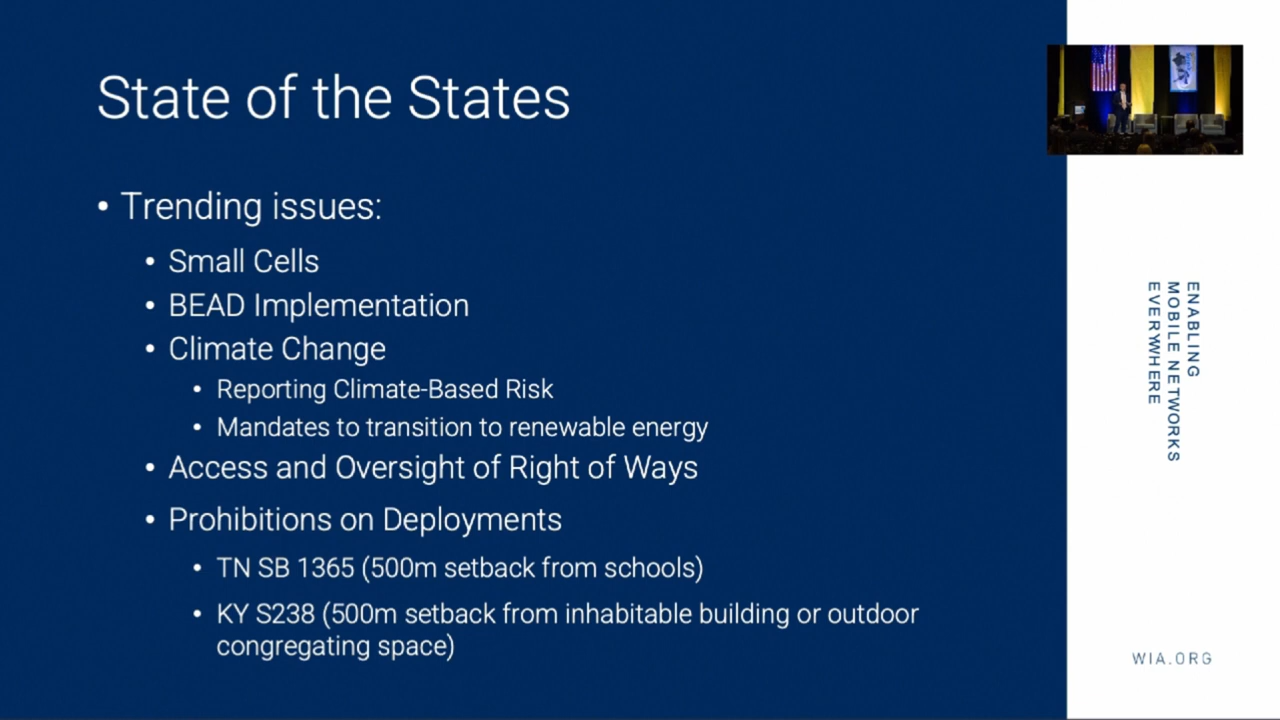 State of the States
• Trending issues:
• Small Cells
• BEAD Implementation
• Climate Change
• Reporting Climate-Based Risk
• Mandates to transition to renewable energy
• Access and Oversight of Right of Ways
• Prohibitions on Deployments
• TN SB 1365 (500m setback from schools)
• KY S238 (500m setback from inhabitable building or outdoor
congregating space)
ENABLING
MOBILE NETWORKS
EVERYWHERE
WIA.ORG